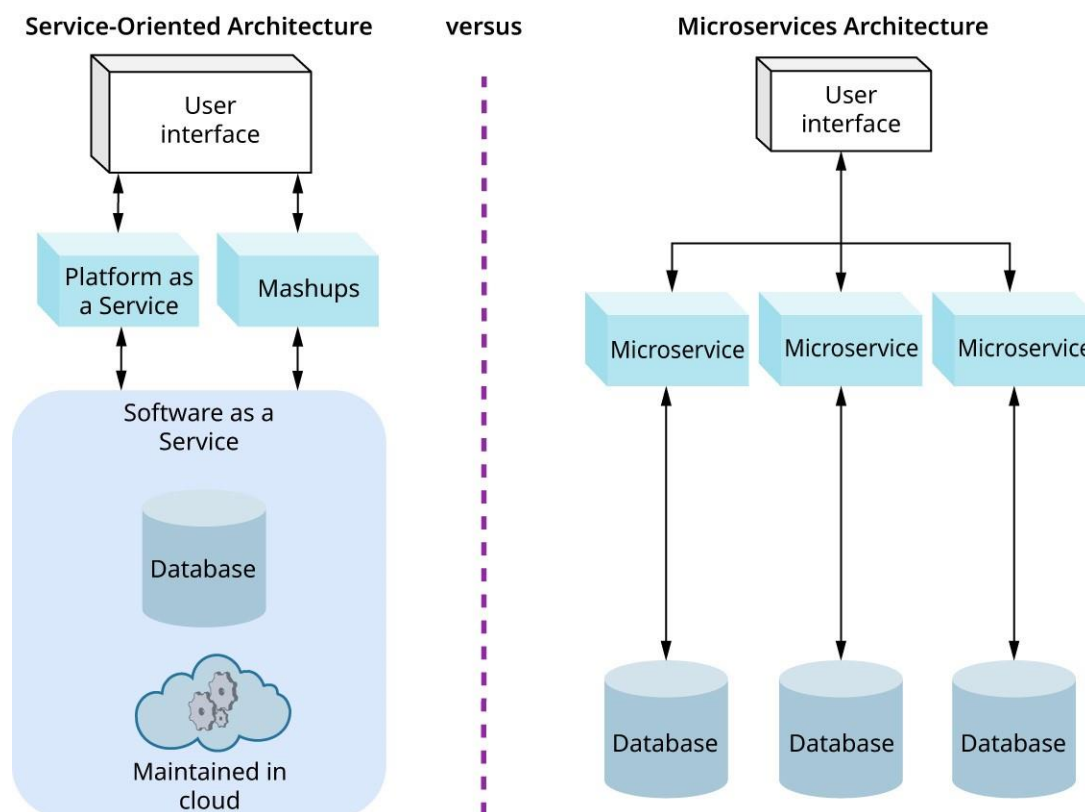 Service-Oriented Architecture
versus
Microservices Architecture
User
interface
Platform as
a Service
Mashups
Software as a
Service
Database
Maintained in
cloud
User
interface
Microservice
Microservice
Microservice
Database
Database
Database